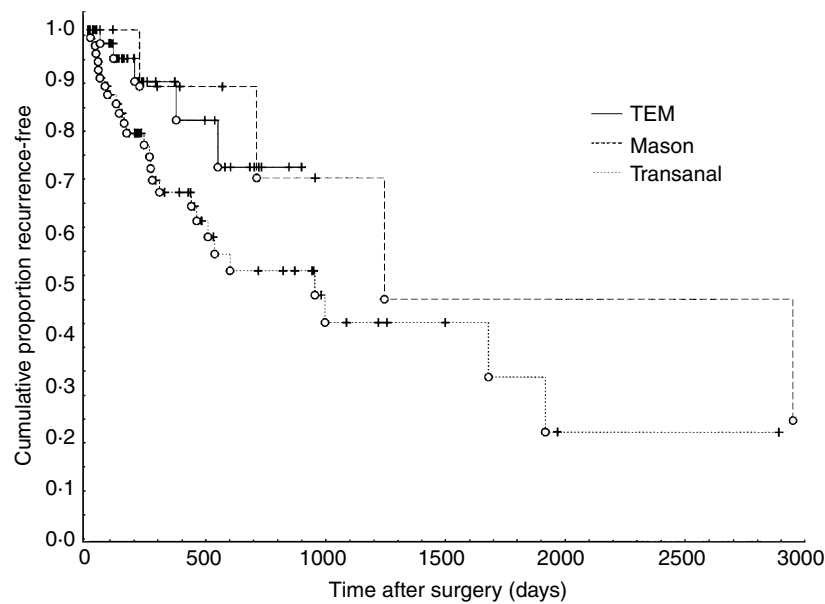 Cumulative proportion recurrence-free
1·0
0·9
0·8
0·7
0·6
0·5
0·4
0·3
0·2
0·1
0·0
TEM
Mason
Transanal
0 500 1000 1500 2000 2500 3000
Time after surgery (days)